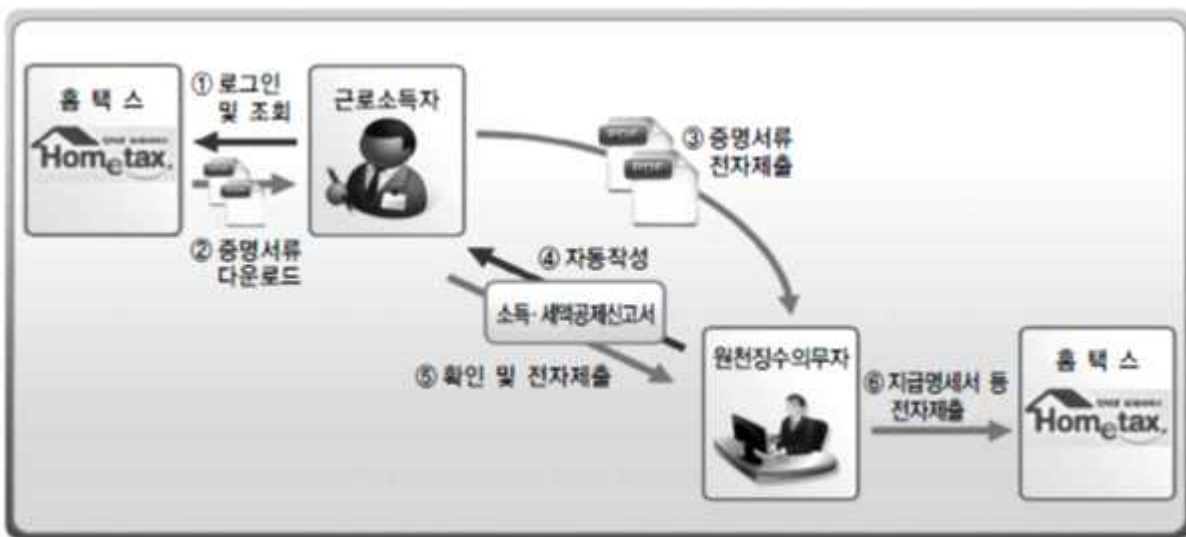 홈 택 스
Hometax.
① 로그인
및 조회
② 증명서류
다운로드
근로소득자
PDF
PDF
③ 증명서류
전자제출
④ 자동작성
소득·세액공제신고서
⑤ 확인 및 전자제출
원천징수의무자
⑥ 지급명세서 등
전자제출
홈 택 스
Hometax.